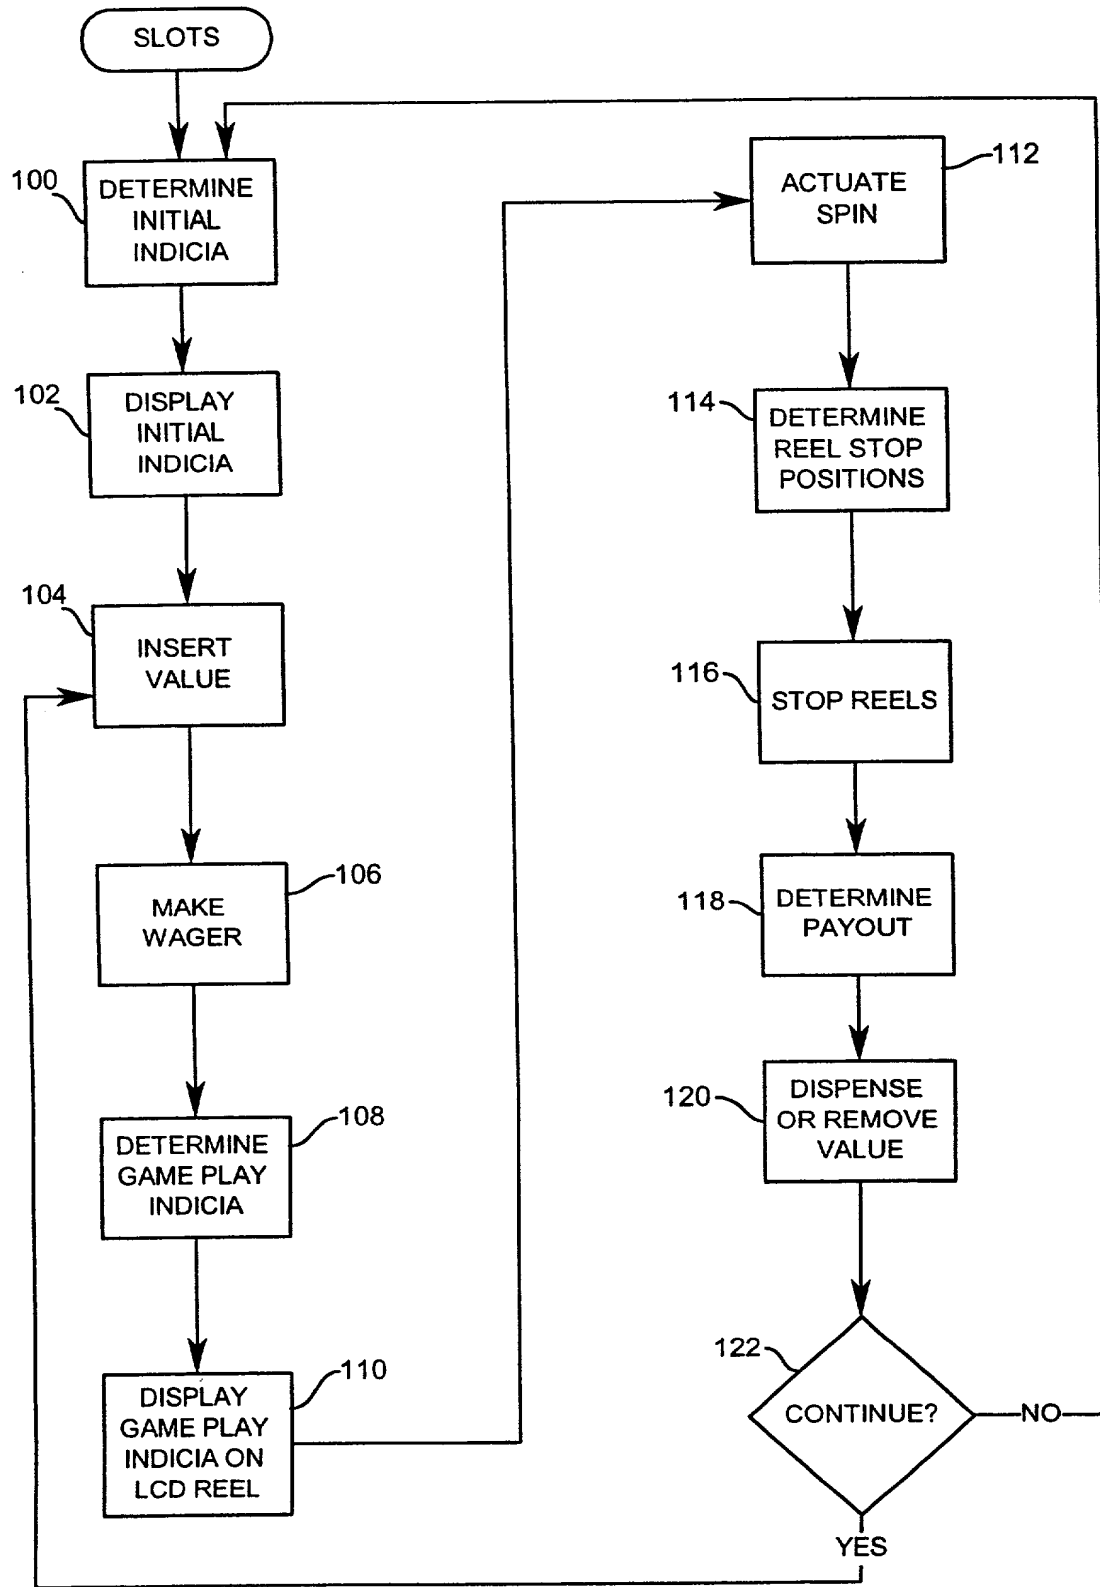 SLOTS
100
DETERMINE
INITIAL
INDICIA
102
DISPLAY
INITIAL
INDICIA
104
INSERT
VALUE
106
MAKE
WAGER
108
DETERMINE
GAME PLAY
INDICIA
110
DISPLAY
GAME PLAY
INDICIA ON
LCD REEL
112
ACTUATE
SPIN
114
DETERMINE
REEL STOP
POSITIONS
116
STOP REELS
118
DETERMINE
PAYOUT
120
DISPENSE
OR REMOVE
VALUE
122
CONTINUE?
NO
YES